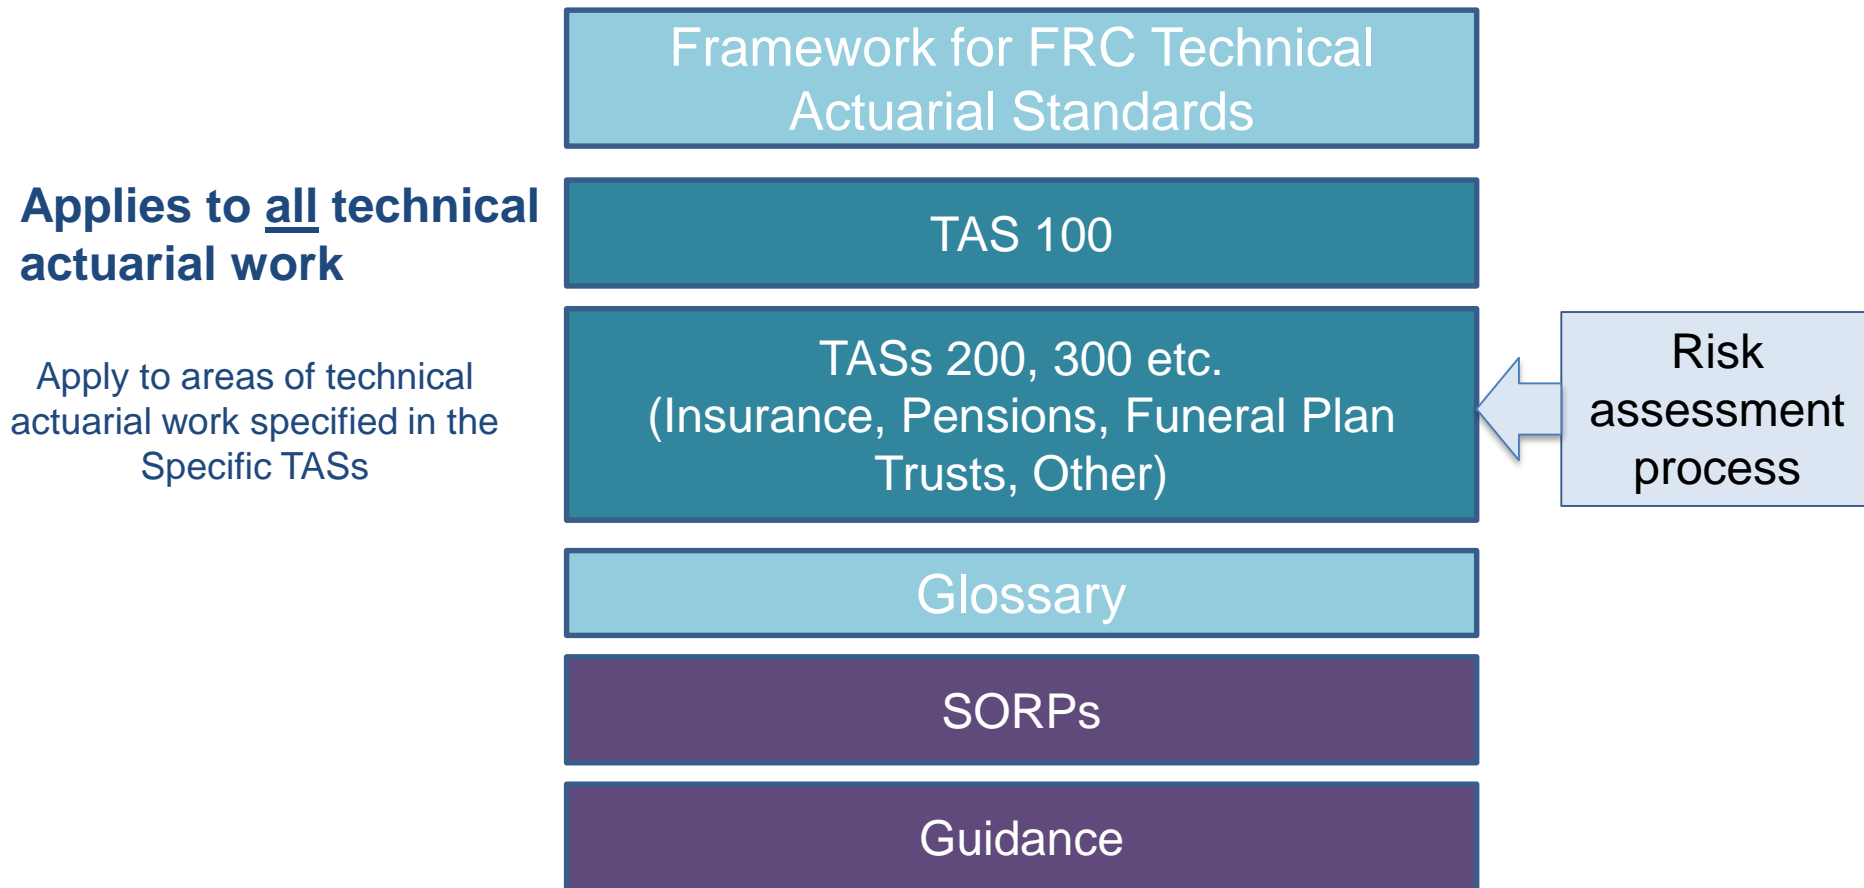 Framework for FRC Technical
Actuarial Standards
Applies to all technical
actuarial work
TAS 100
Apply to areas of technical
actuarial work specified in the
Specific TASs
TASs 200, 300 etc.
(Insurance, Pensions, Funeral Plan
Trusts, Other)
Risk
assessment
process
Glossary
SORPs
Guidance